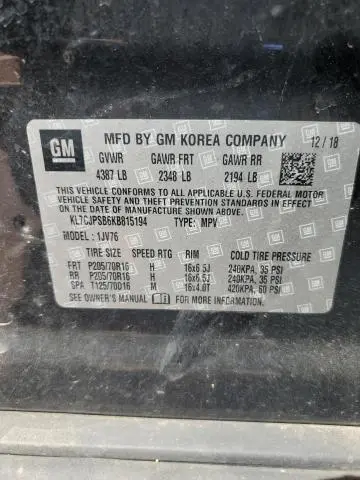 GM
MFD BY GM KOREA COMPANY 12/18
GVWR GAWR FRT GAWR RR
4387 LB 2348 LB 2194 LB
THIS VEHICLE CONFORMS TO ALL APPLICABLE U.S. FEDERAL MOTOR
VEHICLE SAFETY, BUMPER, AND THEFT PREVENTION STANDARDS IN
EFFECT ON THE DATE OF MANUFACTURE SHOWN ABOVE.
KL7CJPSB6KB815194 TYPE: MPV
MODEL : 1JV76
TIRE SIZE SPEED RTG RIM COLD TIRE PRESSURE
FRT P205/70R16 H 16x6.5J 240KPA, 35 PSI
RR P205/70R16 H 16x6.5J 240KPA, 35 PSI
SPA T125/70D16 M 16x4.0T 420KPA, 60 PSI
SEE OWNER'S MANUAL FOR MORE INFORMATION.